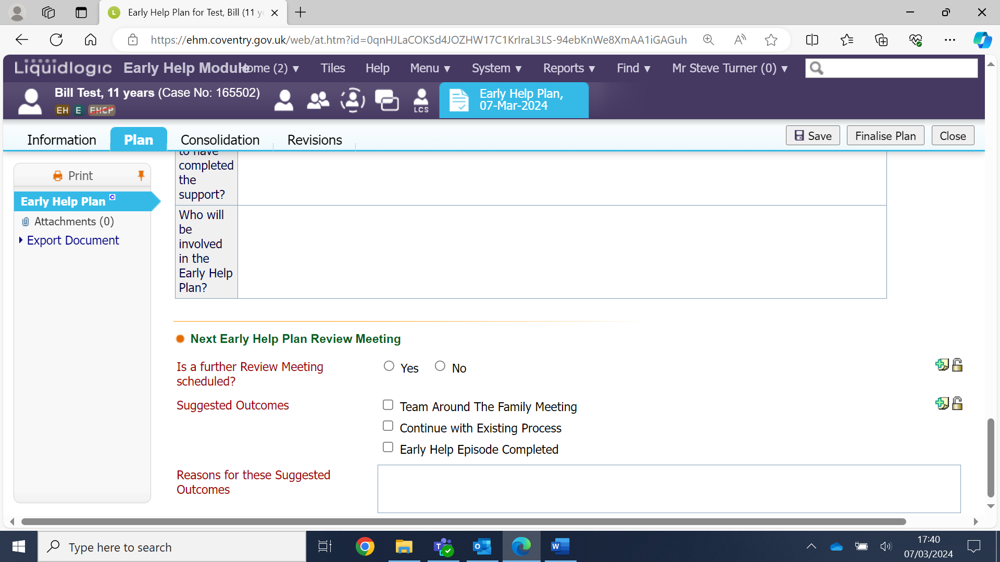 Early Help Plan for Test, Bill (11 y
https://ehm.coventry.gov.uk/web/at.htm?id=0qnHJLaCOKSd4JOZHW17C1KrIraL3LS-94ebKnWe8XmAA1iGAGuh
Liquidlogic Early Help Module Home (2) ▼ Tiles Help Menu ▼ System ▼ Reports ▼ Find ▼ Mr Steve Turner (0) ▼
Bill Test, 11 years (Case No: 165502)
EH E EHCP
LCS
Early Help Plan,
07-Mar-2024
Information Plan Consolidation Revisions Save Finalise Plan Close
Print
Early Help Plan
Attachments (0)
Export Document
to have
completed
the
support?
Who will
be
involved
in the
Early Help
Plan?
Next Early Help Plan Review Meeting
Is a further Review Meeting
scheduled?
Yes No
Suggested Outcomes
Team Around The Family Meeting
Continue with Existing Process
Early Help Episode Completed
Reasons for these Suggested
Outcomes
Type here to search
17:40
07/03/2024